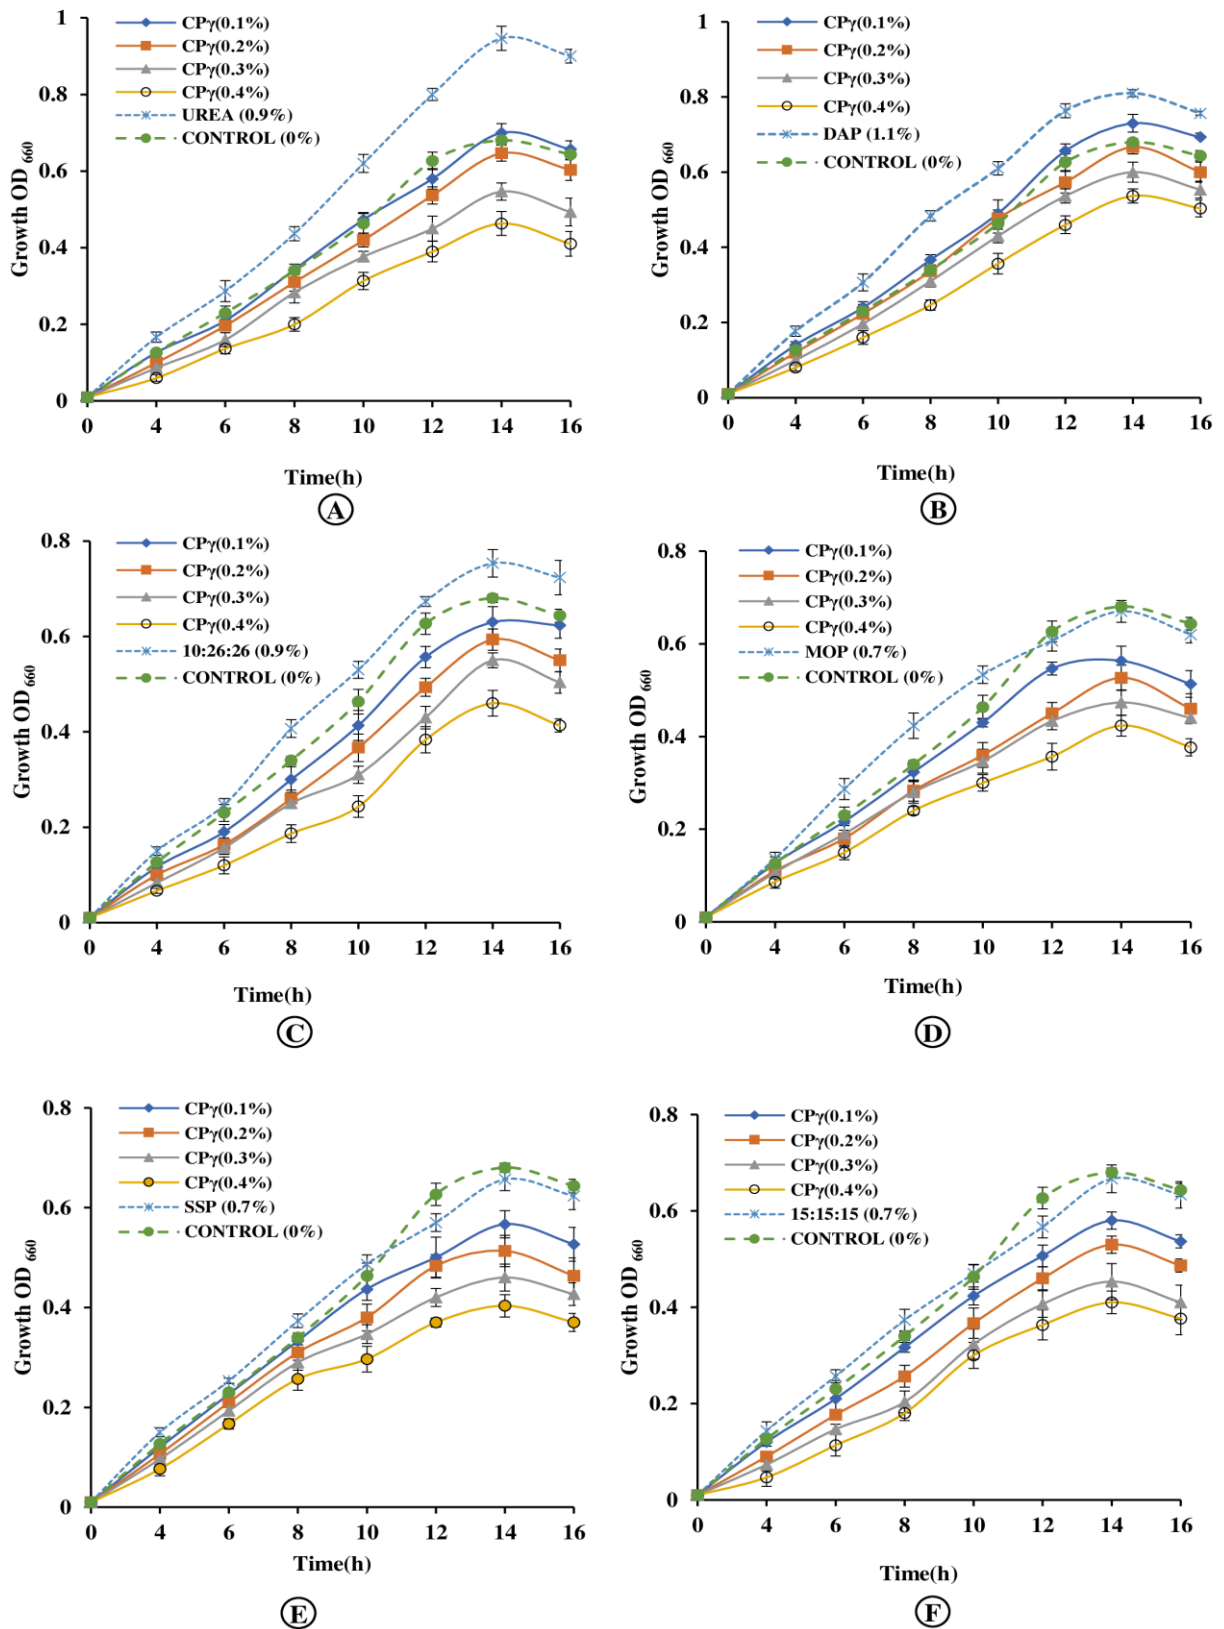 1
0.8
0.6
0.4
0.2
0
Growth OD 660
CPγ(0.1%)
CPγ(0.2%)
CPγ(0.3%)
CPγ(0.4%)
UREA (0.9%)
CONTROL (0%)
0 4 6 8 10 12 14 16
Time(h)
A
1
0.8
0.6
0.4
0.2
0
Growth OD 660
CPγ(0.1%)
CPγ(0.2%)
CPγ(0.3%)
CPγ(0.4%)
DAP (1.1%)
CONTROL (0%)
0 4 6 8 10 12 14 16
Time(h)
B
0.8
0.6
0.4
0.2
0
Growth OD 660
CPγ(0.1%)
CPγ(0.2%)
CPγ(0.3%)
CPγ(0.4%)
10:26:26 (0.9%)
CONTROL (0%)
0 4 6 8 10 12 14 16
Time(h)
C
0.8
0.6
0.4
0.2
0
Growth OD 660
CPγ(0.1%)
CPγ(0.2%)
CPγ(0.3%)
CPγ(0.4%)
MOP (0.7%)
CONTROL (0%)
0 4 6 8 10 12 14 16
Time(h)
D
0.8
0.6
0.4
0.2
0
Growth OD 660
CPγ(0.1%)
CPγ(0.2%)
CPγ(0.3%)
CPγ(0.4%)
SSP (0.7%)
CONTROL (0%)
0 4 6 8 10 12 14 16
Time(h)
E
0.8
0.6
0.4
0.2
0
Growth OD 660
CPγ(0.1%)
CPγ(0.2%)
CPγ(0.3%)
CPγ(0.4%)
15:15:15 (0.7%)
CONTROL (0%)
0 4 6 8 10 12 14 16
Time(h)
F